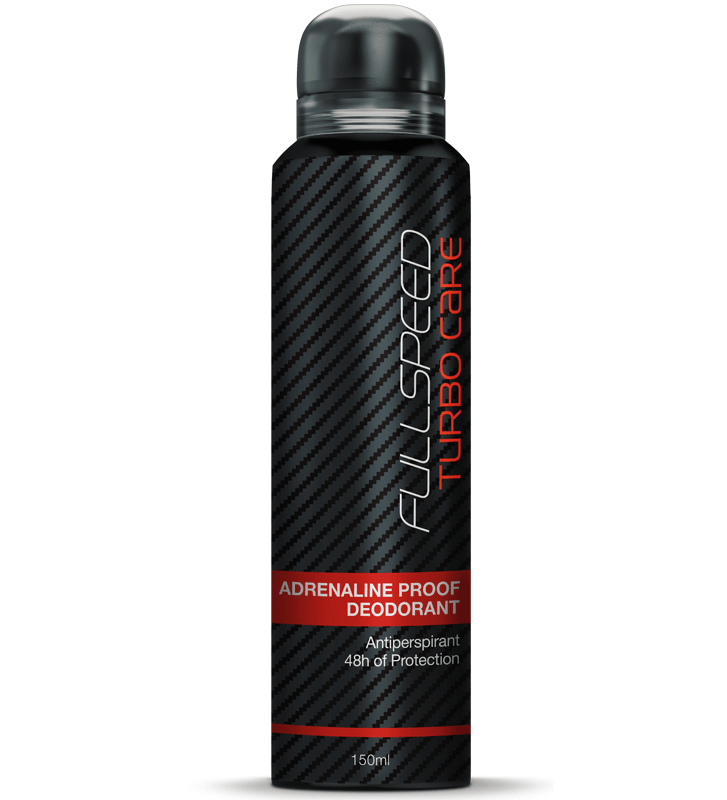 FULLSPEED
TURBO CaRE
ADRENALINE PROOF
DEODORANT
Antiperspirant
48h of Protection
150ml